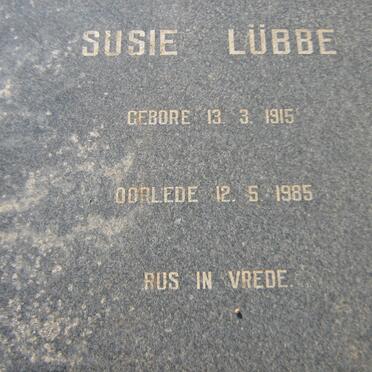 SUSIE LÜBBE
GEBORE 13. 3. 1915
OORLEDE 12. 5 1985
RUS IN VREDE.